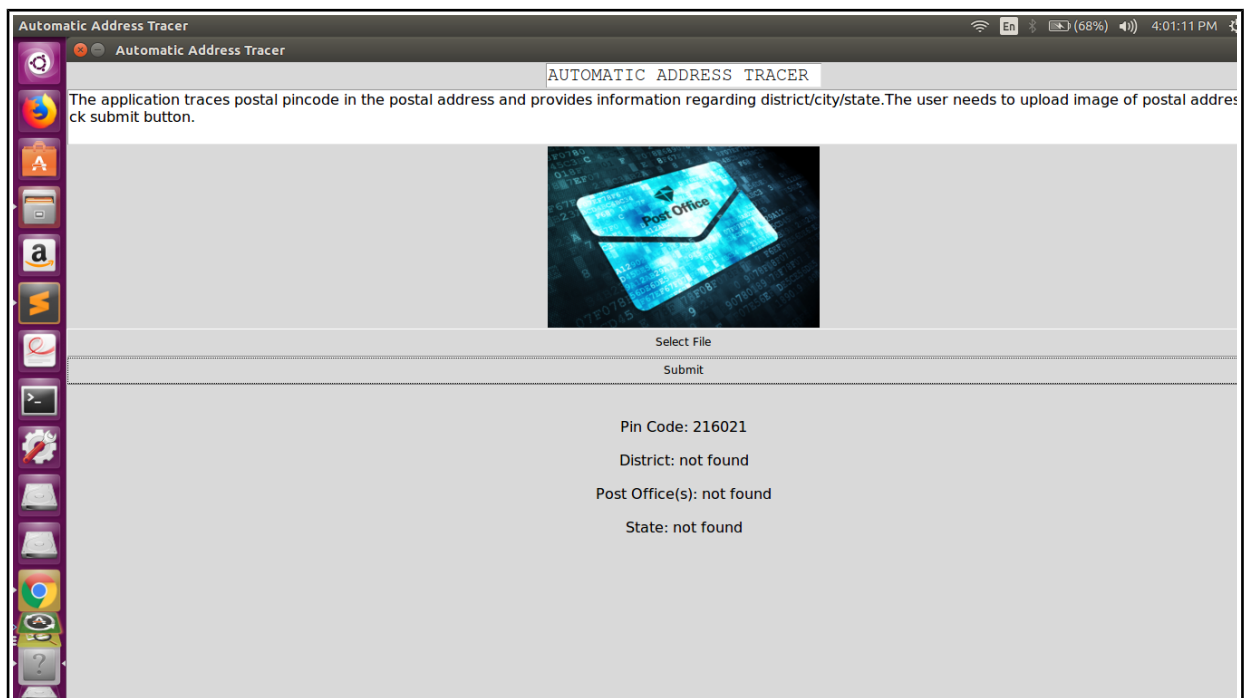 Automatic Address Tracer
En
(68%)
4:01:11 PM
Automatic Address Tracer
AUTOMATIC ADDRESS TRACER
The application traces postal pincode in the postal address and provides information regarding district/city/state.The user needs to upload image of postal addres
ck submit button.
Post Office
Select File
Submit
Pin Code: 216021
District: not found
Post Office(s): not found
State: not found